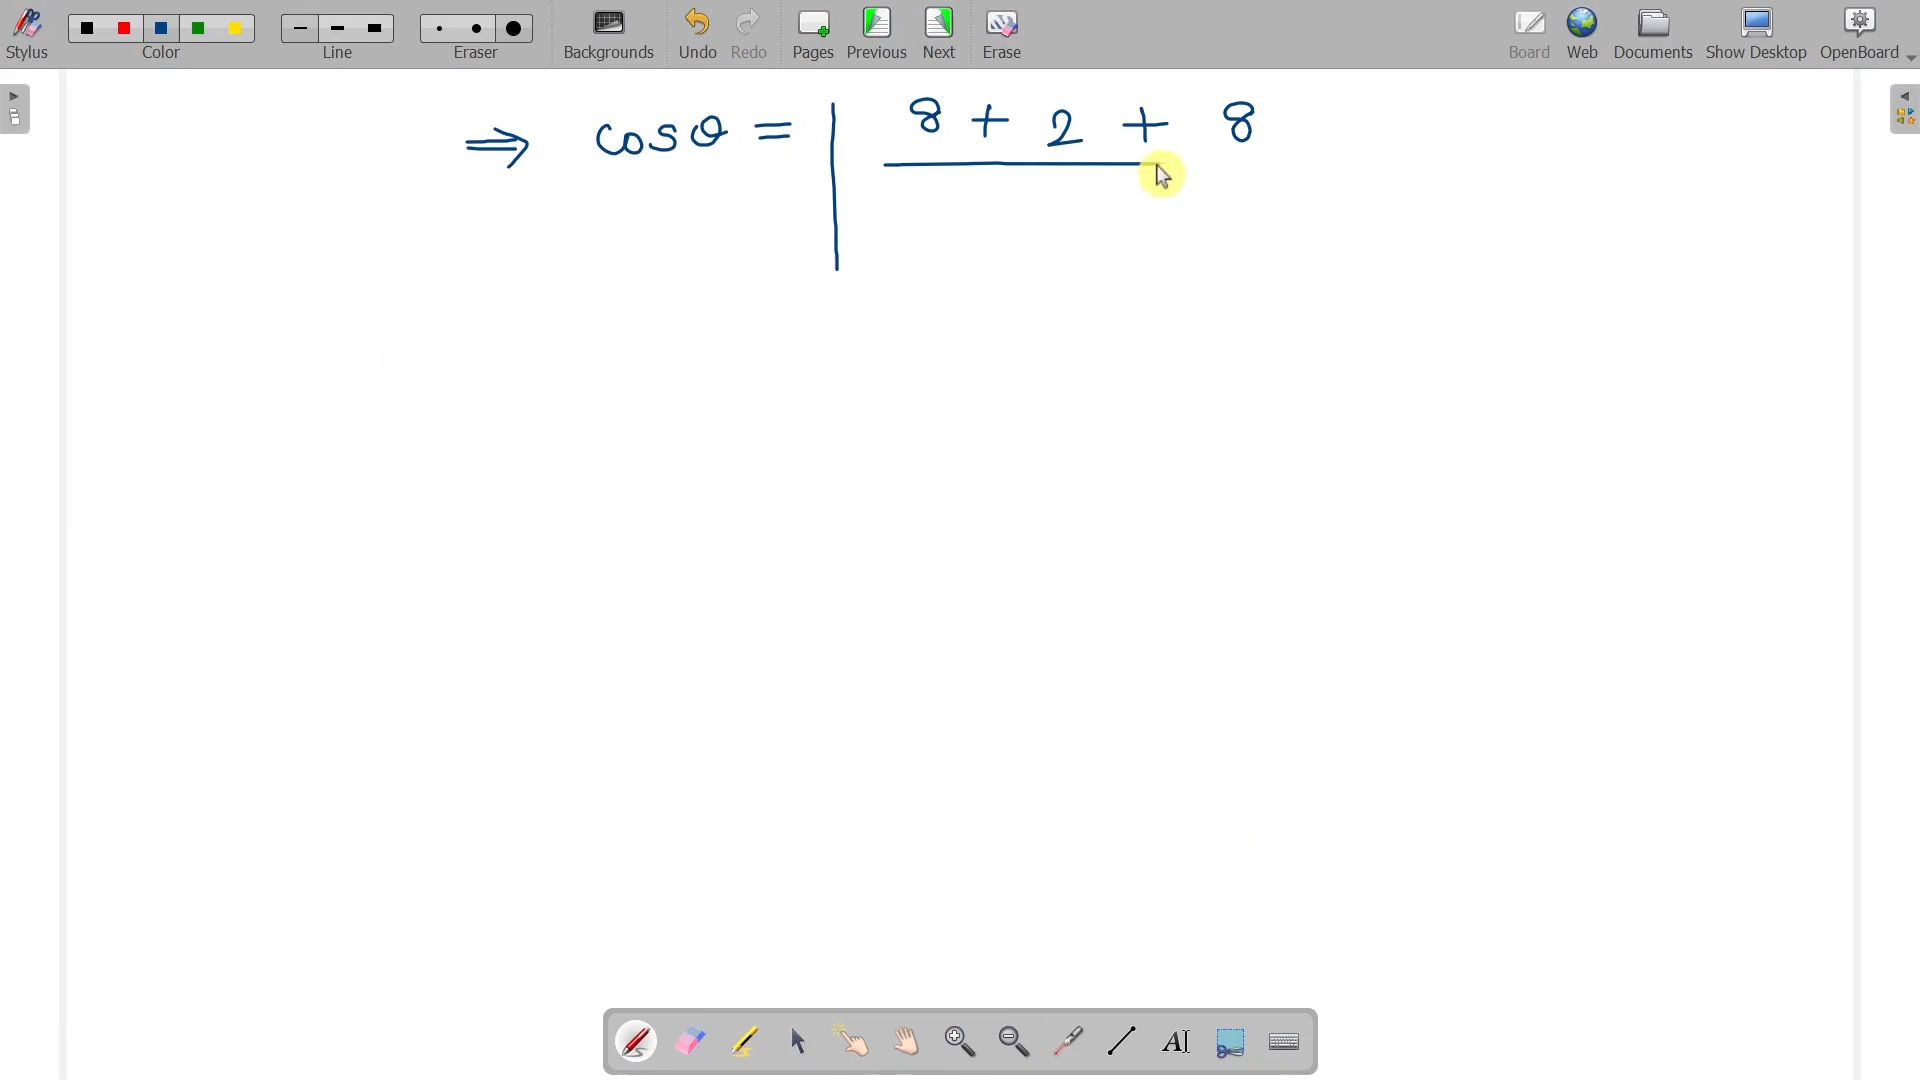 Stylus Color Line Eraser Backgrounds Undo Redo Pages Previous Next Erase Board Web Documents Show Desktop OpenBoard
⇒ cosθ = | 8 + 2 + 8